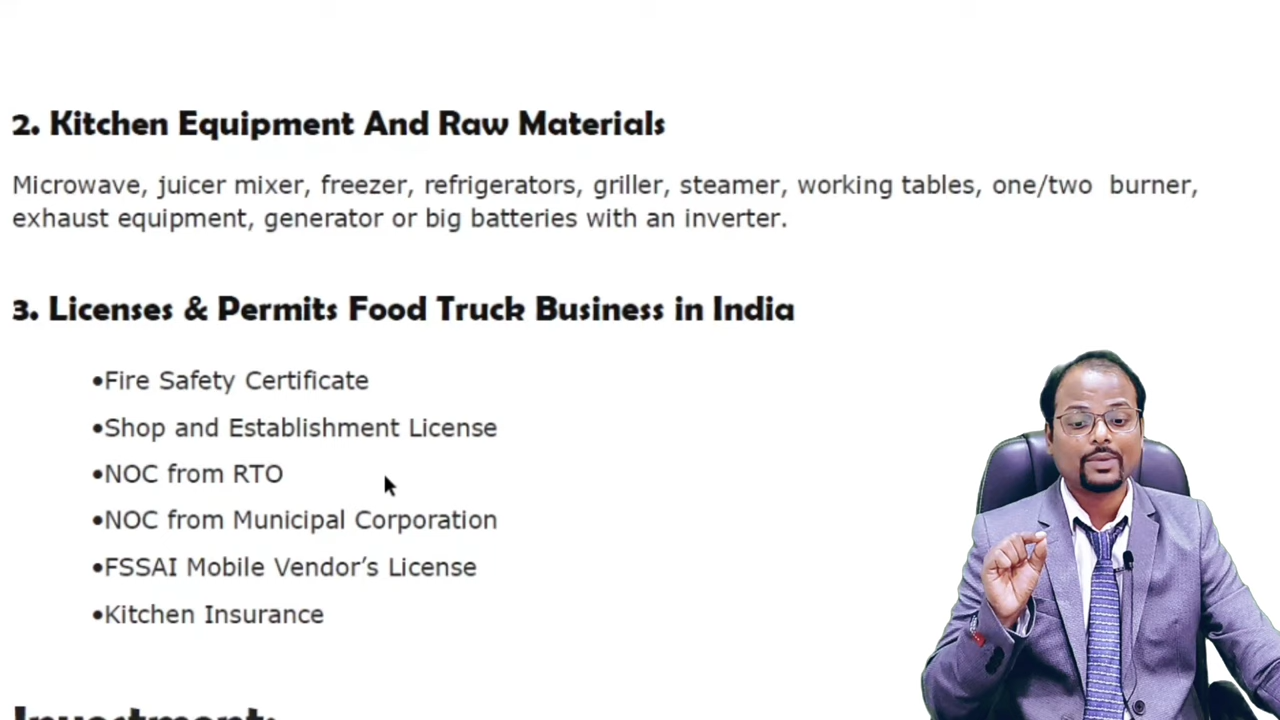 2. Kitchen Equipment And Raw Materials
Microwave, juicer mixer, freezer, refrigerators, griller, steamer, working tables, one/two burner,
exhaust equipment, generator or big batteries with an inverter.
3. Licenses & Permits Food Truck Business in India
•Fire Safety Certificate
•Shop and Establishment License
•NOC from RTO
•NOC from Municipal Corporation
•FSSAI Mobile Vendor’s License
•Kitchen Insurance
Investment: